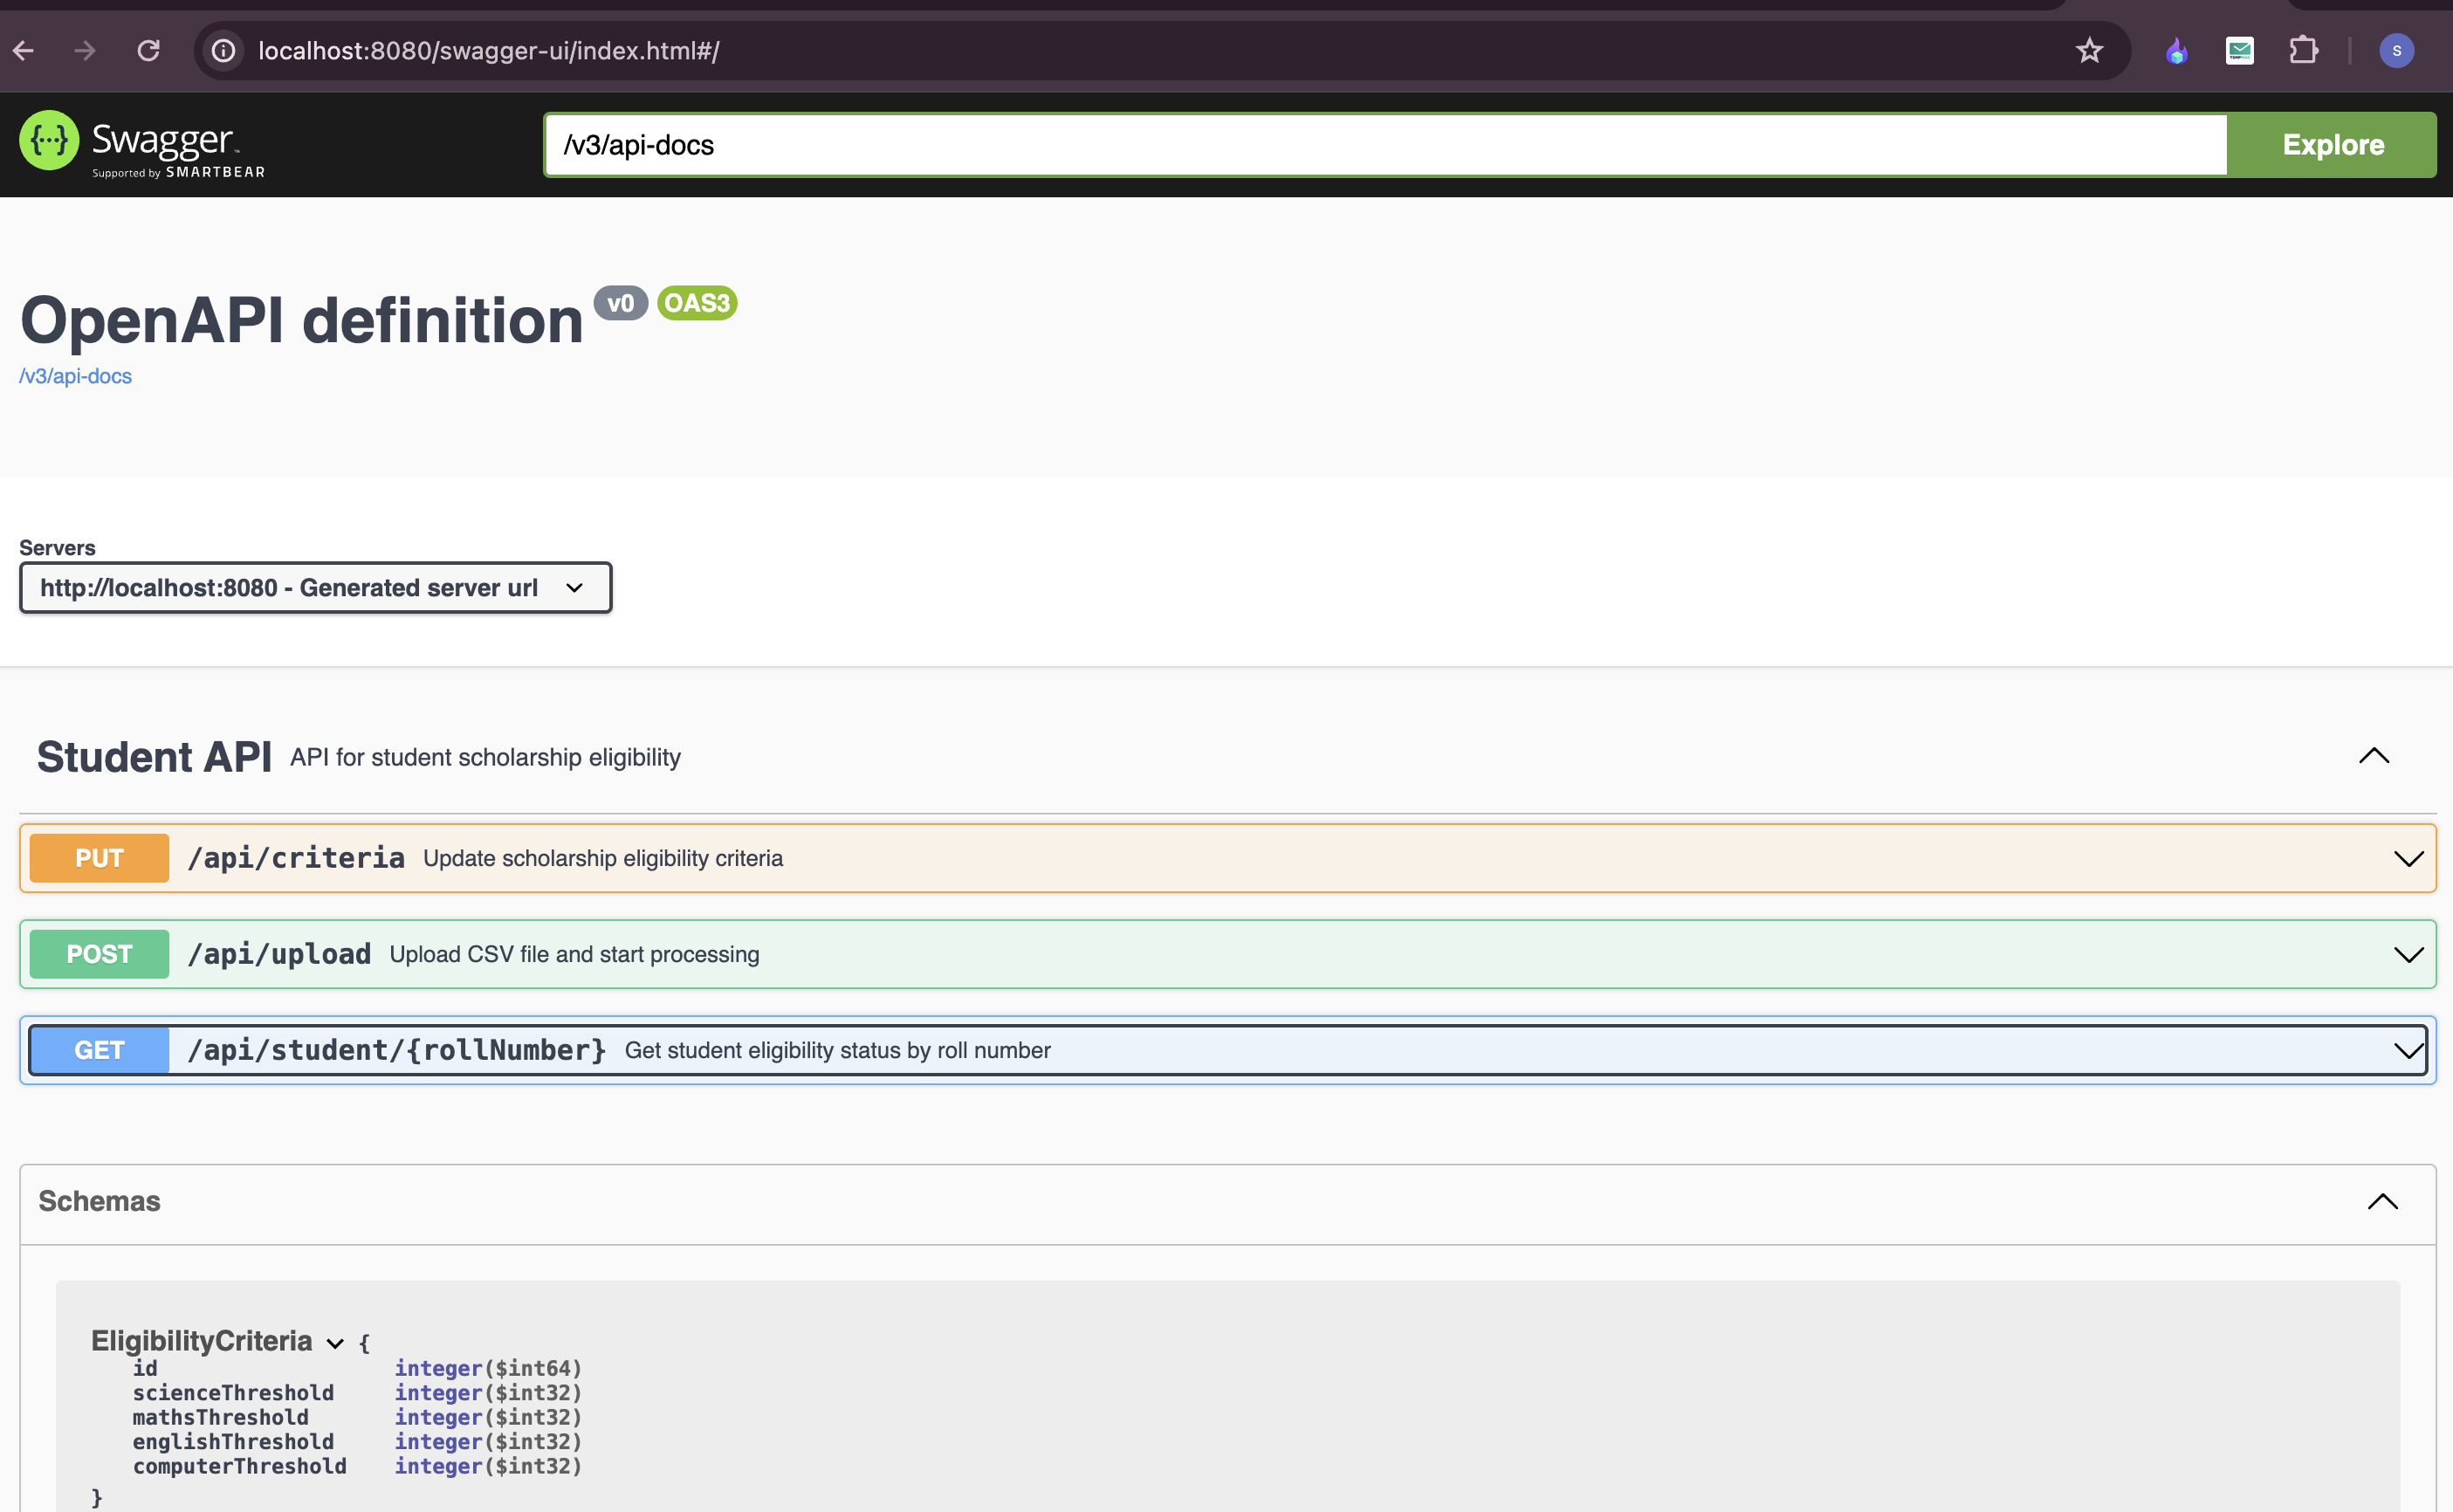 localhost:8080/swagger-ui/index.html#/
S
{···} Swagger™
Supported by SMARTBEAR
/v3/api-docs
Explore
OpenAPI definition v0 OAS3
/v3/api-docs
Servers
http://localhost:8080 - Generated server url
Student API API for student scholarship eligibility
PUT /api/criteria Update scholarship eligibility criteria
POST /api/upload Upload CSV file and start processing
GET /api/student/{rollNumber} Get student eligibility status by roll number
Schemas
EligibilityCriteria {
id integer($int64)
scienceThreshold integer($int32)
mathsThreshold integer($int32)
englishThreshold integer($int32)
computerThreshold integer($int32)
}